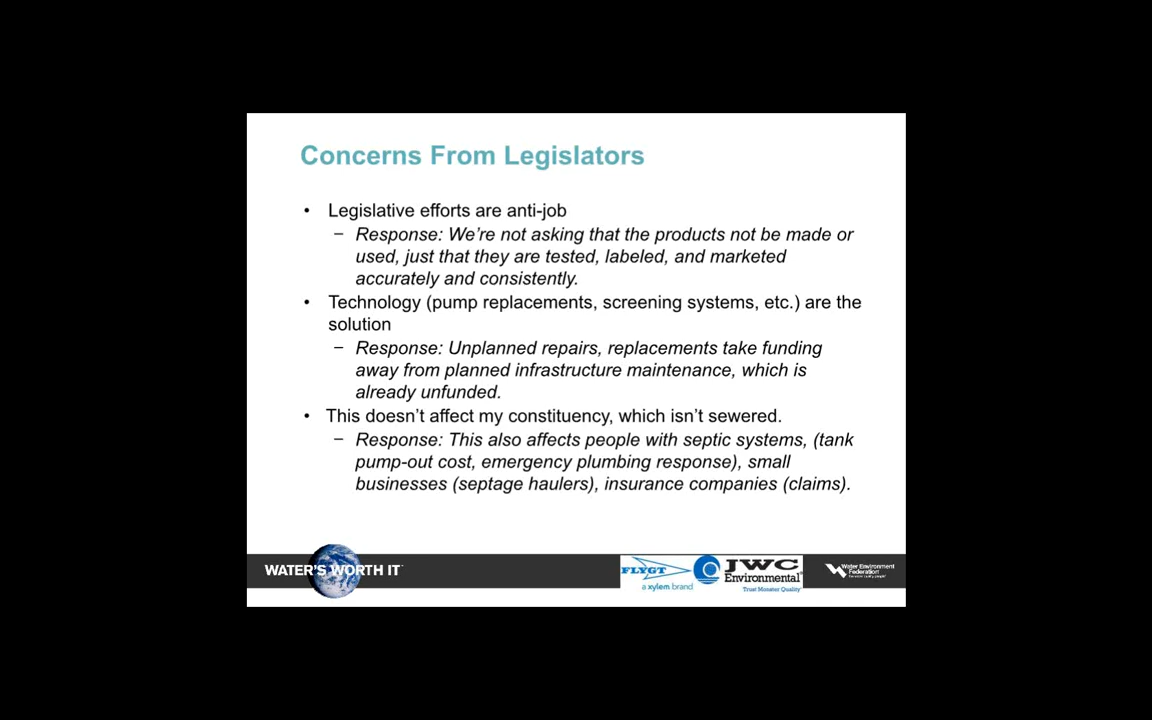 Concerns From Legislators
• Legislative efforts are anti-job
– Response: We're not asking that the products not be made or
used, just that they are tested, labeled, and marketed
accurately and consistently.
• Technology (pump replacements, screening systems, etc.) are the
solution
– Response: Unplanned repairs, replacements take funding
away from planned infrastructure maintenance, which is
already unfunded.
• This doesn't affect my constituency, which isn't sewered.
– Response: This also affects people with septic systems, (tank
pump-out cost, emergency plumbing response), small
businesses (septage haulers), insurance companies (claims).
WATER'S WORTH IT
FLYGT
a xylem brand
JWC
Environmental
Trust Monster Quality
Water Environment
Federation